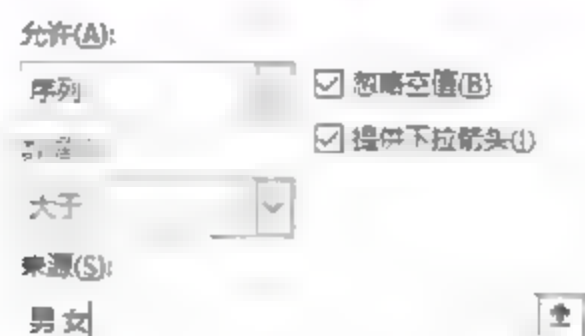 允许(A):
序列
忽略空值(B)
提供下拉箭头(I)
大于
来源(S):
男 女